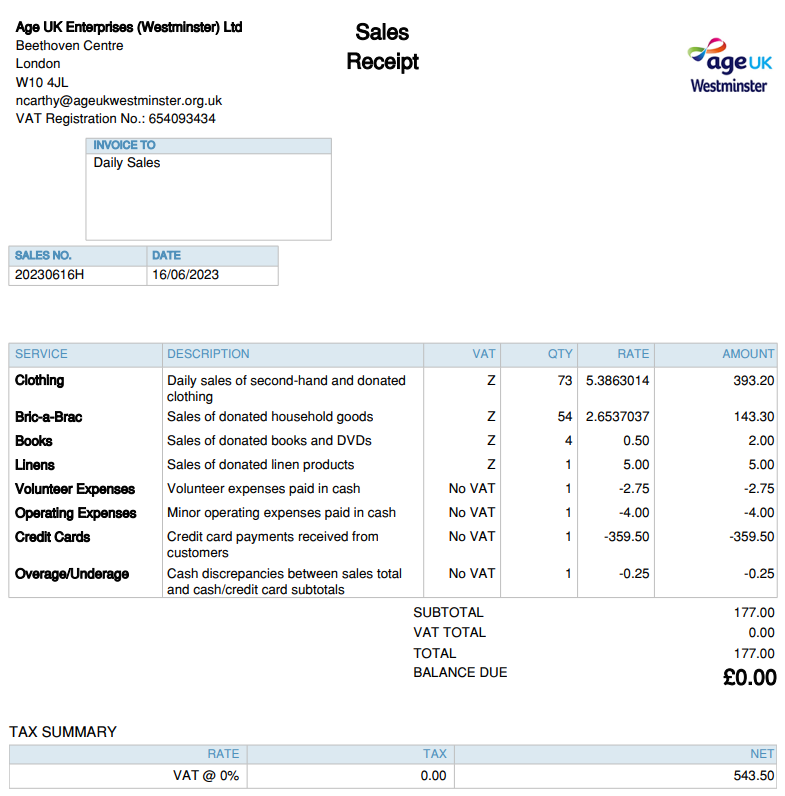 Age UK Enterprises (Westminster) Ltd
Beethoven Centre
London
W10 4JL
ncarthy@ageukwestminster.org.uk
VAT Registration No.: 654093434
Sales
Receipt
age UK
Westminster
INVOICE TO
Daily Sales
SALES NO. DATE
20230616H 16/06/2023
SERVICE DESCRIPTION VAT QTY RATE AMOUNT
Clothing Daily sales of second-hand and donated Z 73 5.3863014 393.20
clothing
Bric-a-Brac Sales of donated household goods Z 54 2.6537037 143.30
Books Sales of donated books and DVDs Z 4 0.50 2.00
Linens Sales of donated linen products Z 1 5.00 5.00
Volunteer Expenses Volunteer expenses paid in cash No VAT 1 -2.75 -2.75
Operating Expenses Minor operating expenses paid in cash No VAT 1 -4.00 -4.00
Credit Cards Credit card payments received from No VAT 1 -359.50 -359.50
customers
Overage/Underage Cash discrepancies between sales total No VAT 1 -0.25 -0.25
and cash/credit card subtotals
SUBTOTAL 177.00
VAT TOTAL 0.00
TOTAL 177.00
BALANCE DUE £0.00
TAX SUMMARY
RATE TAX NET
VAT @ 0% 0.00 543.50